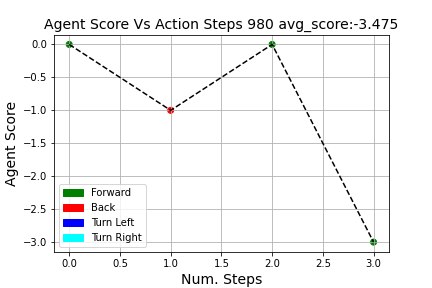 Agent Score Vs Action Steps 980 avg_score:-3.475
0.0
−0.5
−1.0
−1.5
−2.0
−2.5
−3.0
Agent Score
Forward
Back
Turn Left
Turn Right
0.0 0.5 1.0 1.5 2.0 2.5 3.0
Num. Steps